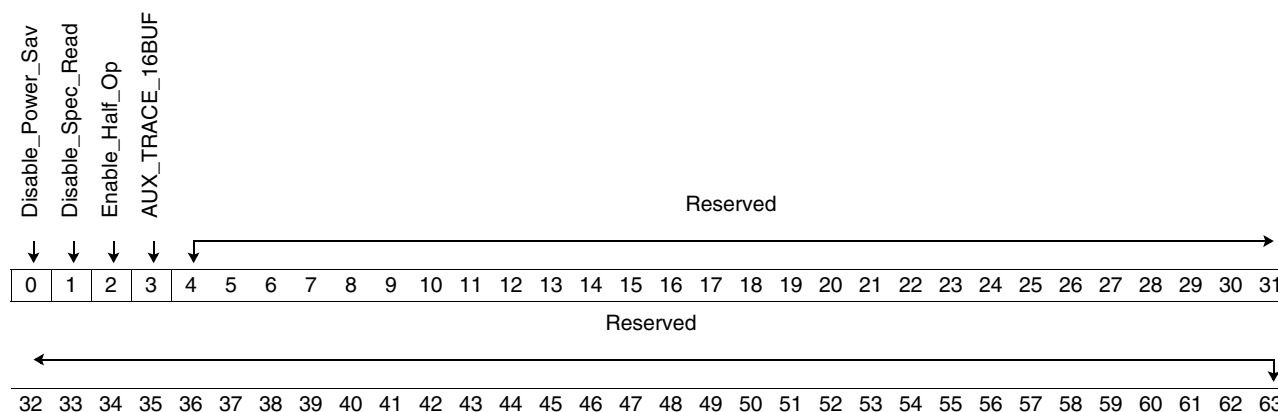 Disable_Power_Sav
Disable_Spec_Read
Enable_Half_Op
AUX_TRACE_16BUF
Reserved
0 1 2 3 4 5 6 7 8 9 10 11 12 13 14 15 16 17 18 19 20 21 22 23 24 25 26 27 28 29 30 31
Reserved
32 33 34 35 36 37 38 39 40 41 42 43 44 45 46 47 48 49 50 51 52 53 54 55 56 57 58 59 60 61 62 63